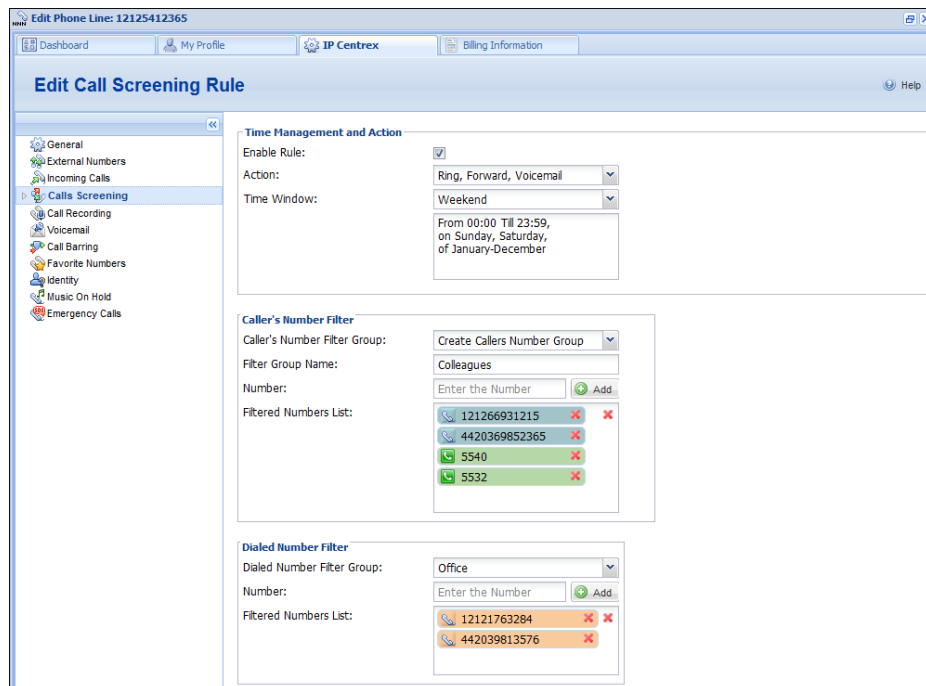 NNN Edit Phone Line: 12125412365
Dashboard My Profile IP Centrex Billing Information
Edit Call Screening Rule
Help
General
External Numbers
Incoming Calls
Calls Screening
Call Recording
Voicemail
Call Barring
Favorite Numbers
Identity
Music On Hold
Emergency Calls
Time Management and Action
Enable Rule:
Action: Ring, Forward, Voicemail
Time Window: Weekend
From 00:00 Till 23:59,
on Sunday, Saturday,
of January-December
Caller's Number Filter
Caller's Number Filter Group: Create Callers Number Group
Filter Group Name: Colleagues
Number: Enter the Number Add
Filtered Numbers List: 121266931215
4420369852365
5540
5532
Dialed Number Filter
Dialed Number Filter Group: Office
Number: Enter the Number Add
Filtered Numbers List: 12121763284
442039813576